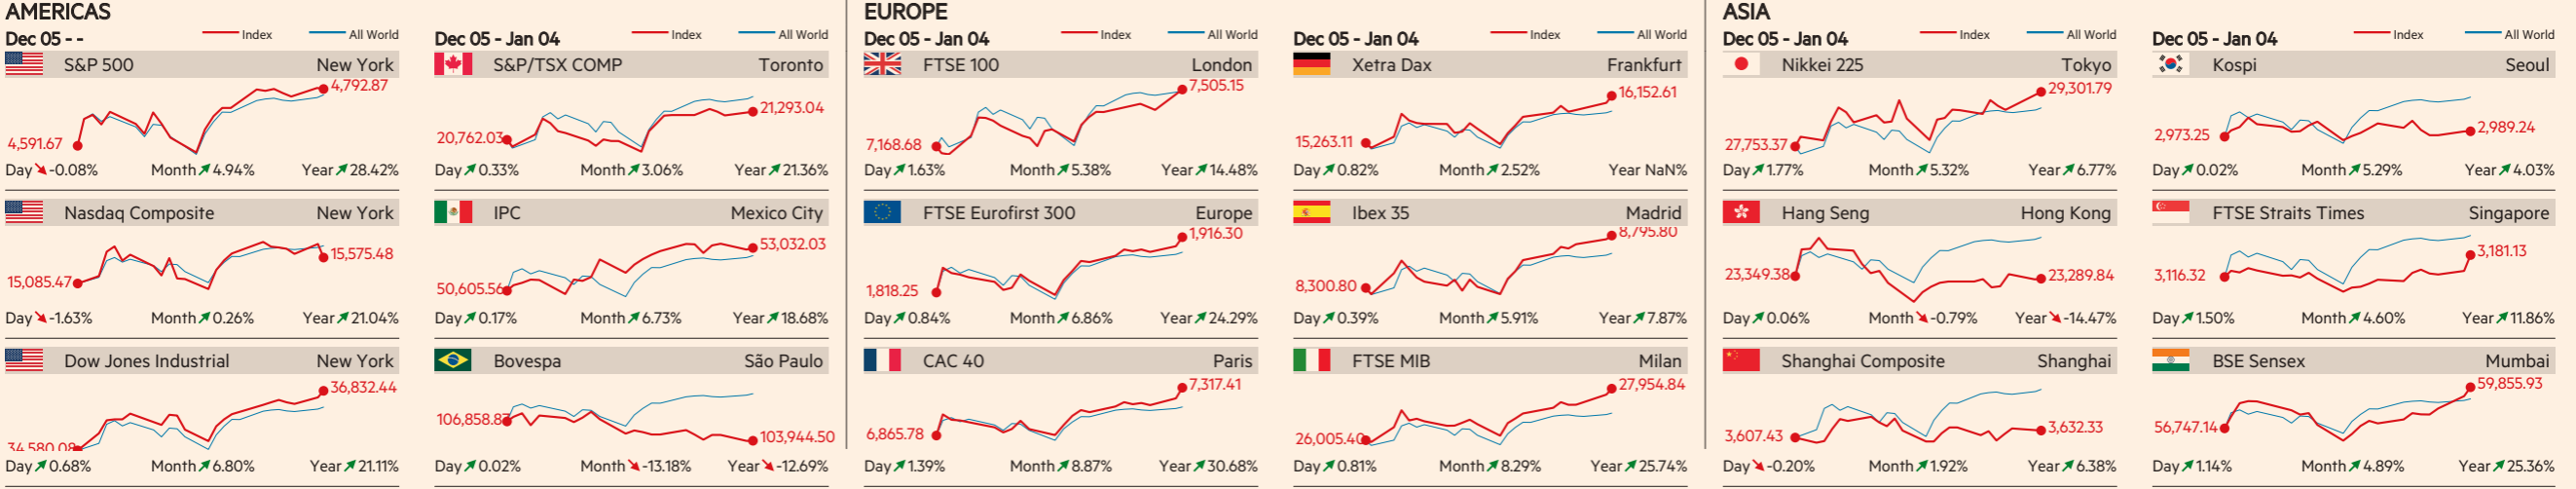 AMERICAS
Dec 05 - -
Index
All World
S&P 500
New York
4,792.87
4,591.67
Day -0.08%
Month 4.94%
Year 28.42%
Nasdaq Composite
New York
15,575.48
15,085.47
Day -1.63%
Month 0.26%
Year 21.04%
Dow Jones Industrial
New York
36,832.44
34,580.08
Day 0.68%
Month 6.80%
Year 21.11%
Dec 05 - Jan 04
Index
All World
S&P/TSX COMP
Toronto
21,293.04
20,762.03
Day 0.33%
Month 3.06%
Year 21.36%
IPC
Mexico City
53,032.03
50,605.56
Day 0.17%
Month 6.73%
Year 18.68%
Bovespa
São Paulo
106,858.87
103,944.50
Day 0.02%
Month -13.18%
Year -12.69%
EUROPE
Dec 05 - Jan 04
Index
All World
FTSE 100
London
7,505.15
7,168.68
Day 1.63%
Month 5.38%
Year 14.48%
FTSE Eurofirst 300
Europe
1,916.30
1,818.25
Day 0.84%
Month 6.86%
Year 24.29%
CAC 40
Paris
7,317.41
6,865.78
Day 1.39%
Month 8.87%
Year 30.68%
Dec 05 - Jan 04
Index
All World
Xetra Dax
Frankfurt
16,152.61
15,263.11
Day 0.82%
Month 2.52%
Year NaN%
Ibex 35
Madrid
8,795.80
8,300.80
Day 0.39%
Month 5.91%
Year 7.87%
FTSE MIB
Milan
27,954.84
26,005.40
Day 0.81%
Month 8.29%
Year 25.74%
ASIA
Dec 05 - Jan 04
Index
All World
Nikkei 225
Tokyo
29,301.79
27,753.37
Day 1.77%
Month 5.32%
Year 6.77%
Hang Seng
Hong Kong
23,349.38
23,289.84
Day 0.06%
Month -0.79%
Year -14.47%
Shanghai Composite
Shanghai
3,607.43
3,632.33
Day -0.20%
Month 1.92%
Year 6.38%
Dec 05 - Jan 04
Index
All World
Kospi
Seoul
2,973.25
2,989.24
Day 0.02%
Month 5.29%
Year 4.03%
FTSE Straits Times
Singapore
3,181.13
3,116.32
Day 1.50%
Month 4.60%
Year 11.86%
BSE Sensex
Mumbai
59,855.93
56,747.14
Day 1.14%
Month 4.89%
Year 25.36%